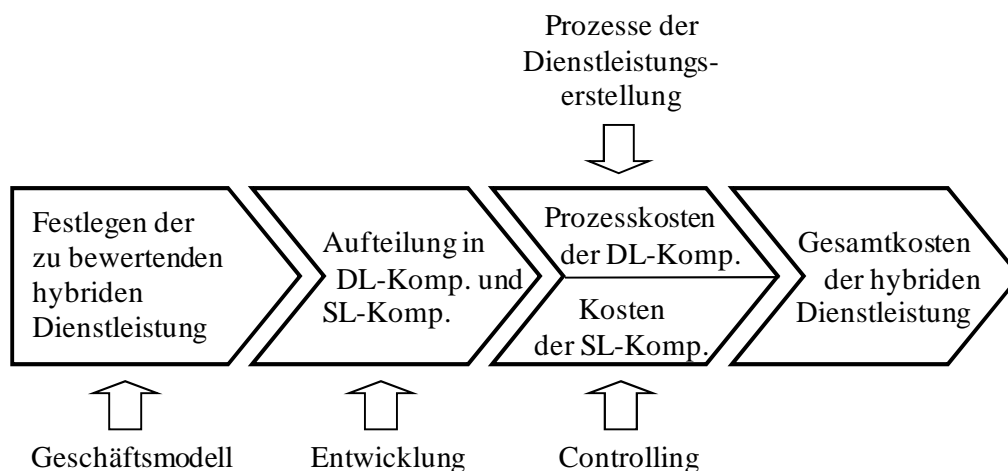 Prozesse der
Dienstleistungs-
erstellung
Festlegen der
zu bewertenden
hybriden
Dienstleistung
Aufteilung in
DL-Komp. und
SL-Komp.
Prozesskosten
der DL-Komp.
Kosten
der SL-Komp.
Gesamtkosten
der hybriden
Dienstleistung
Geschäftsmodell
Entwicklung
Controlling